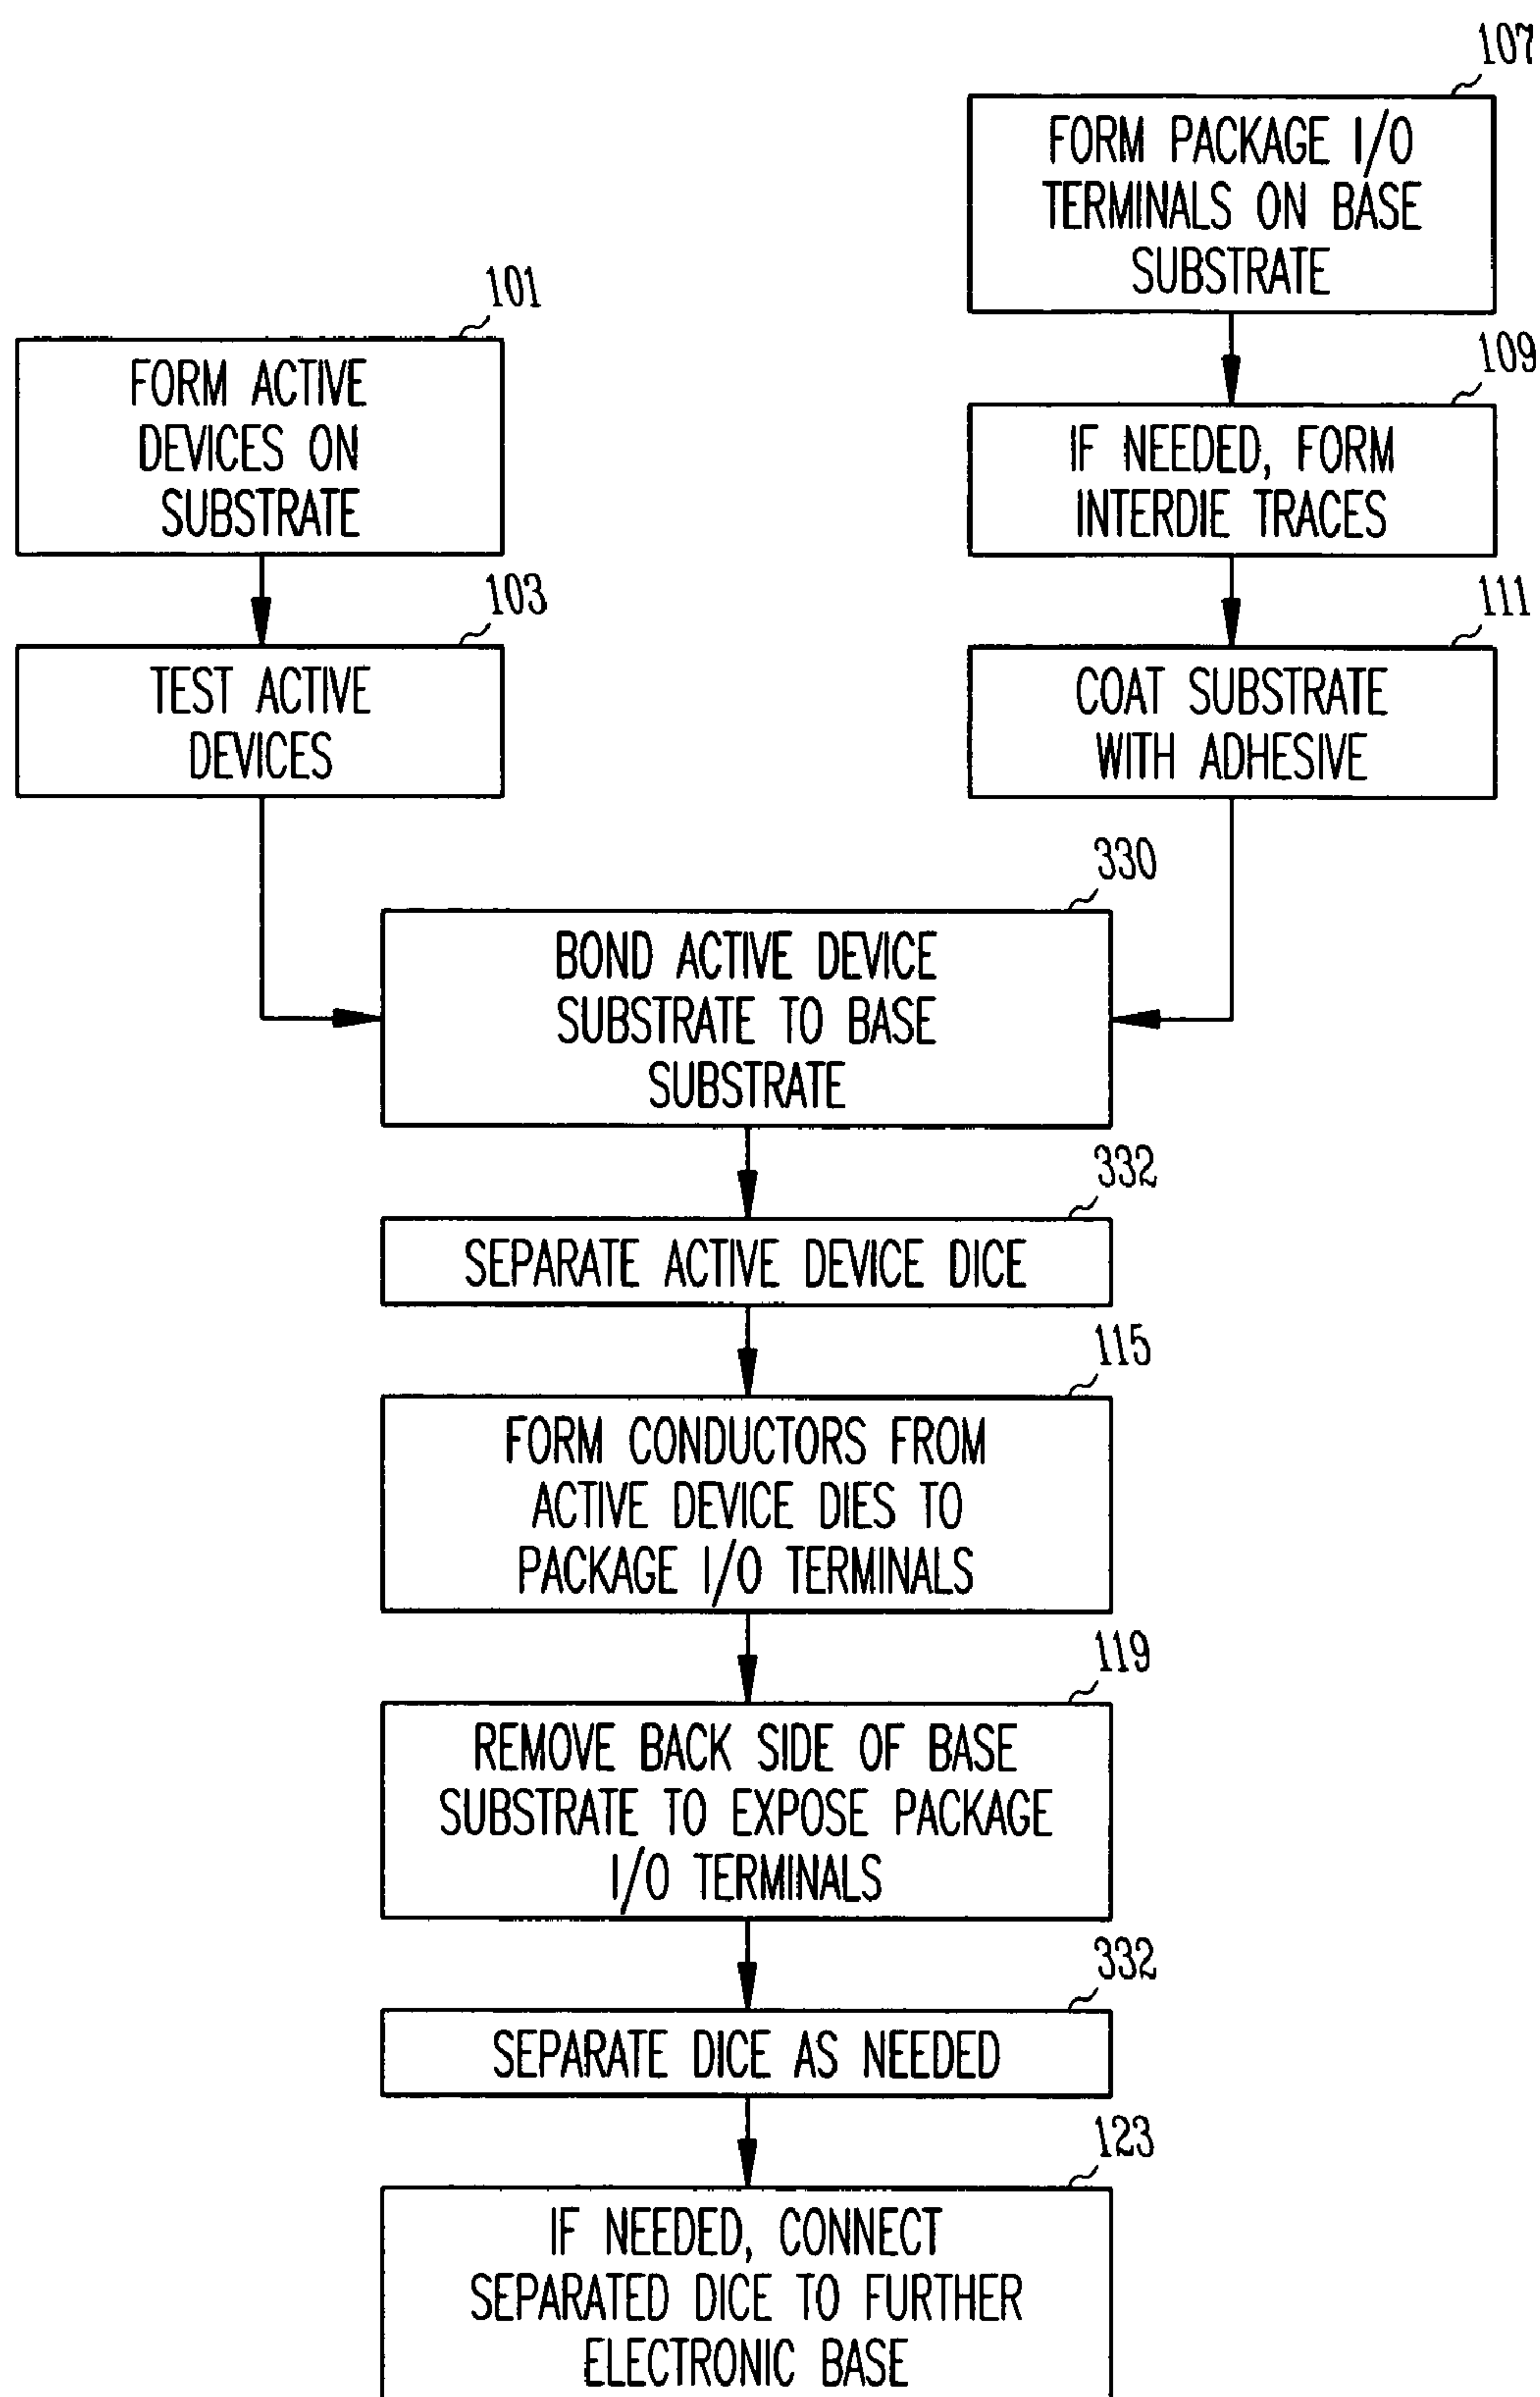 107
FORM PACKAGE I/O
TERMINALS ON BASE
SUBSTRATE
101
FORM ACTIVE
DEVICES ON
SUBSTRATE
109
IF NEEDED, FORM
INTERDIE TRACES
103
TEST ACTIVE
DEVICES
111
COAT SUBSTRATE
WITH ADHESIVE
330
BOND ACTIVE DEVICE
SUBSTRATE TO BASE
SUBSTRATE
332
SEPARATE ACTIVE DEVICE DICE
115
FORM CONDUCTORS FROM
ACTIVE DEVICE DIES TO
PACKAGE I/O TERMINALS
119
REMOVE BACK SIDE OF BASE
SUBSTRATE TO EXPOSE PACKAGE
I/O TERMINALS
332
SEPARATE DICE AS NEEDED
123
IF NEEDED, CONNECT
SEPARATED DICE TO FURTHER
ELECTRONIC BASE